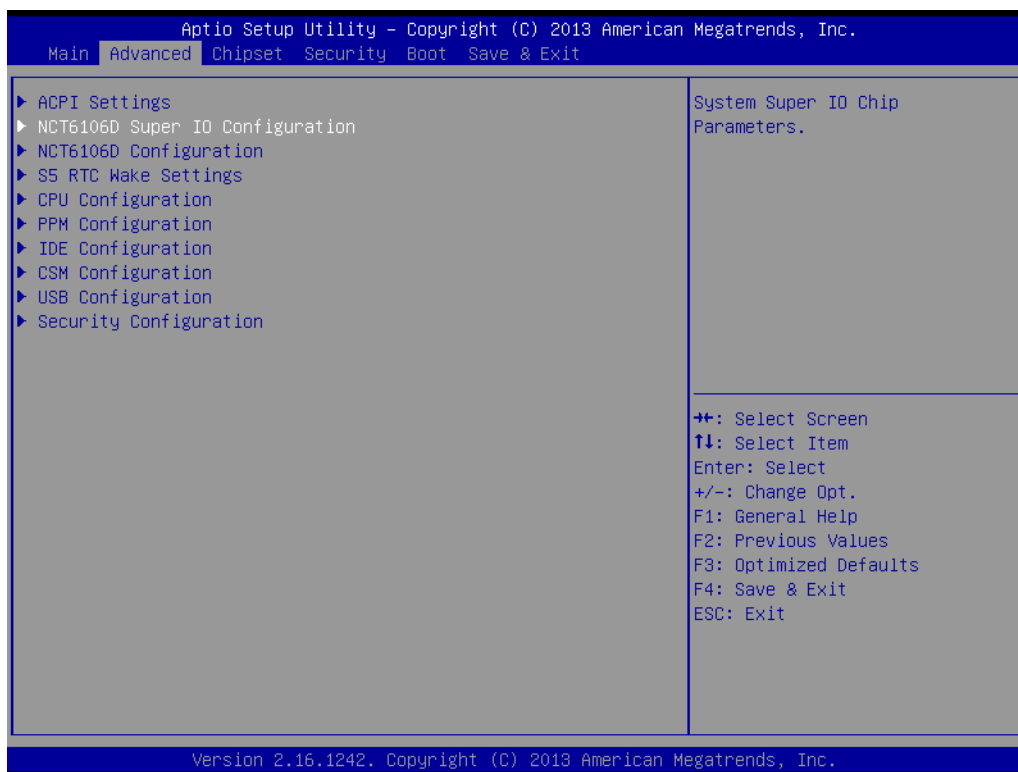 Aptio Setup Utility – Copyright (C) 2013 American Megatrends, Inc.
Main Advanced Chipset Security Boot Save & Exit
ACPI Settings
NCT6106D Super IO Configuration
NCT6106D Configuration
S5 RTC Wake Settings
CPU Configuration
PPM Configuration
IDE Configuration
CSM Configuration
USB Configuration
Security Configuration
System Super IO Chip
Parameters.
→←: Select Screen
↑↓: Select Item
Enter: Select
+/-: Change Opt.
F1: General Help
F2: Previous Values
F3: Optimized Defaults
F4: Save & Exit
ESC: Exit
Version 2.16.1242. Copyright (C) 2013 American Megatrends, Inc.